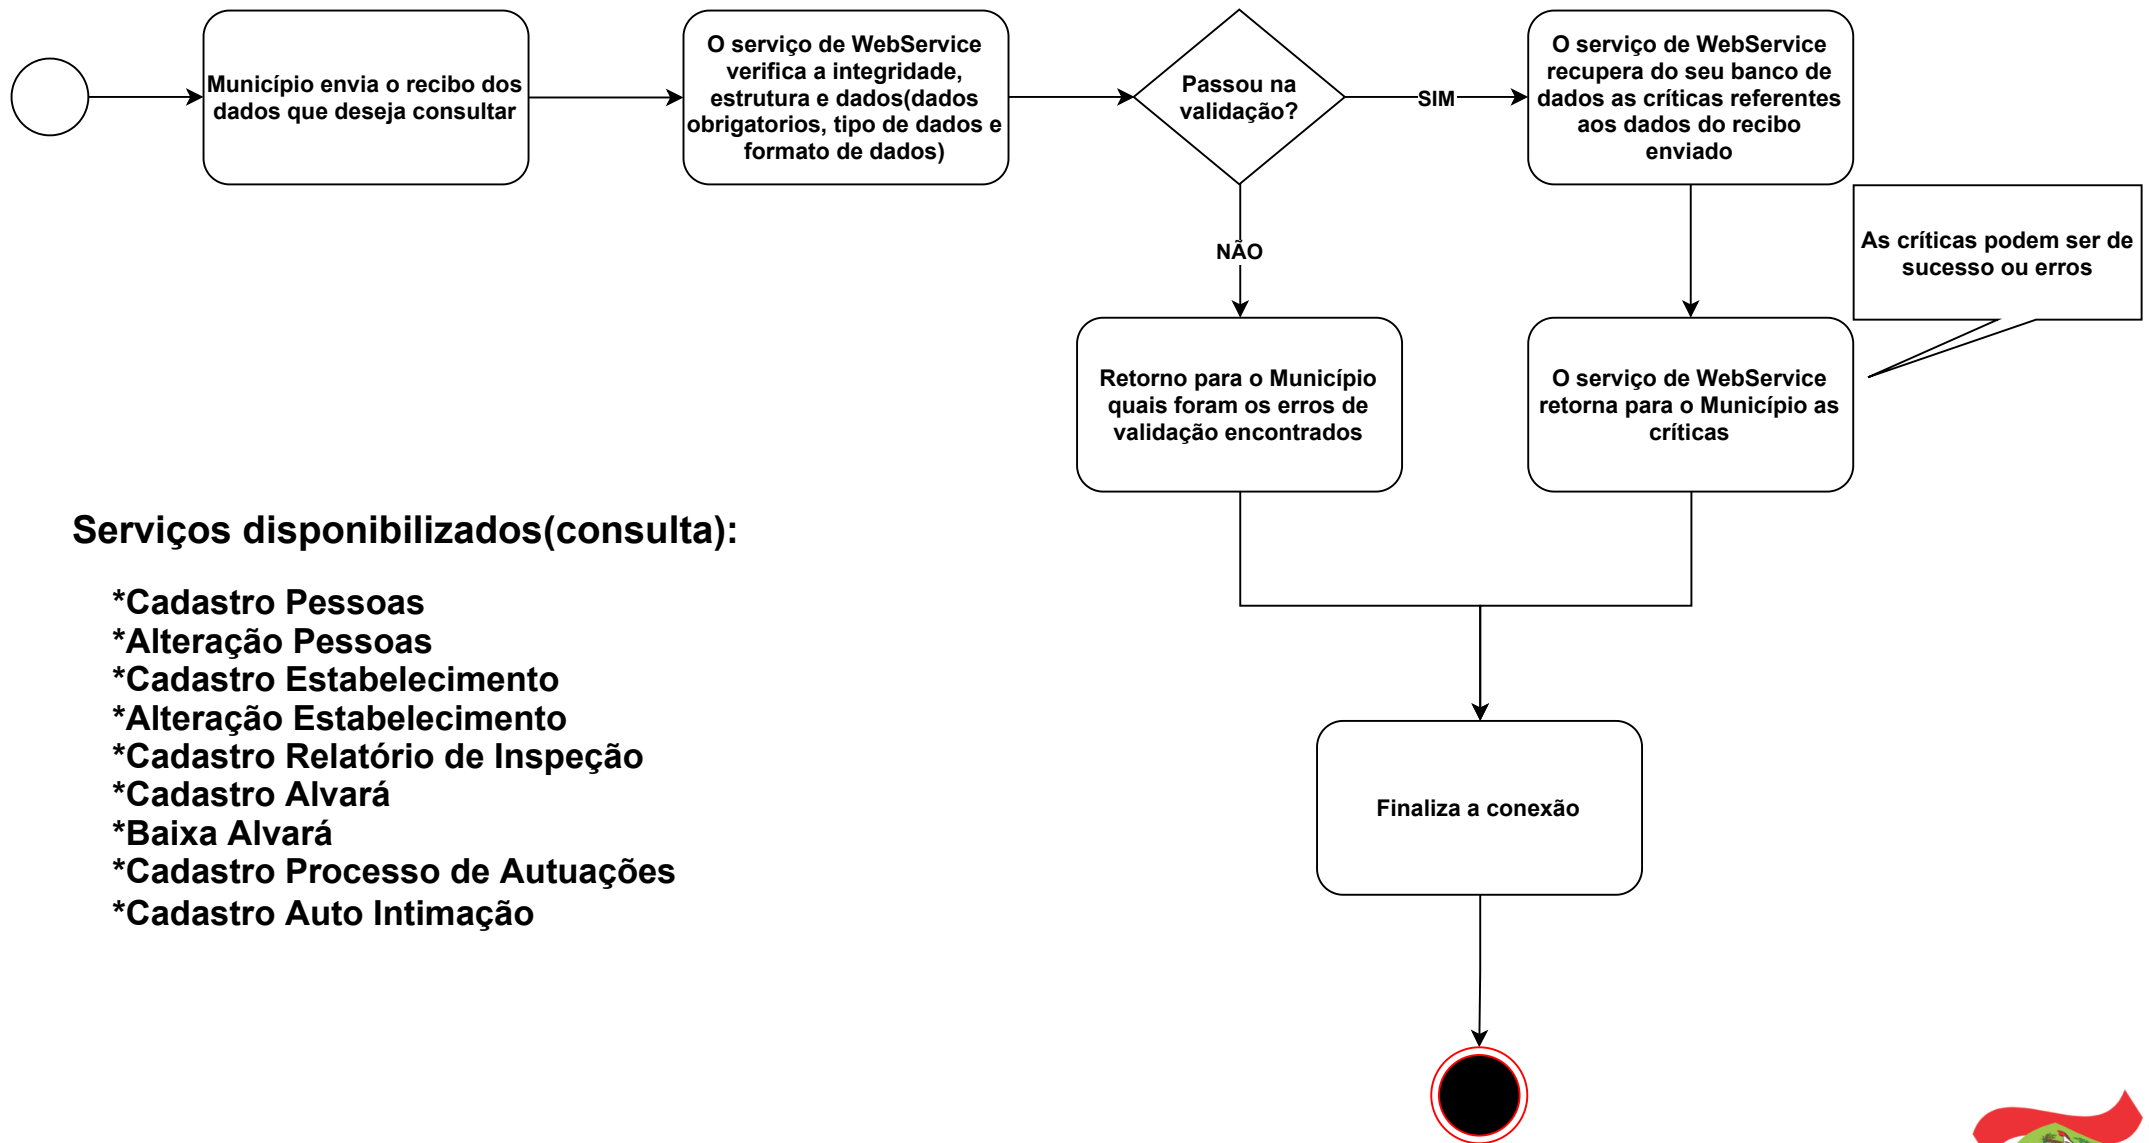 Município envia o recibo dos
dados que deseja consultar
O serviço de WebService
verifica a integridade,
estrutura e dados(dados
obrigatorios, tipo de dados e
formato de dados)
Passou na
validação?
SIM
O serviço de WebService
recupera do seu banco de
dados as críticas referentes
aos dados do recibo
enviado
As críticas podem ser de
sucesso ou erros
NÃO
Retorno para o Município
quais foram os erros de
validação encontrados
O serviço de WebService
retorna para o Município as
críticas
Serviços disponibilizados(consulta):
*Cadastro Pessoas
*Alteração Pessoas
*Cadastro Estabelecimento
*Alteração Estabelecimento
*Cadastro Relatório de Inspeção
*Cadastro Alvará
*Baixa Alvará
*Cadastro Processo de Autuações
*Cadastro Auto Intimação
Finaliza a conexão